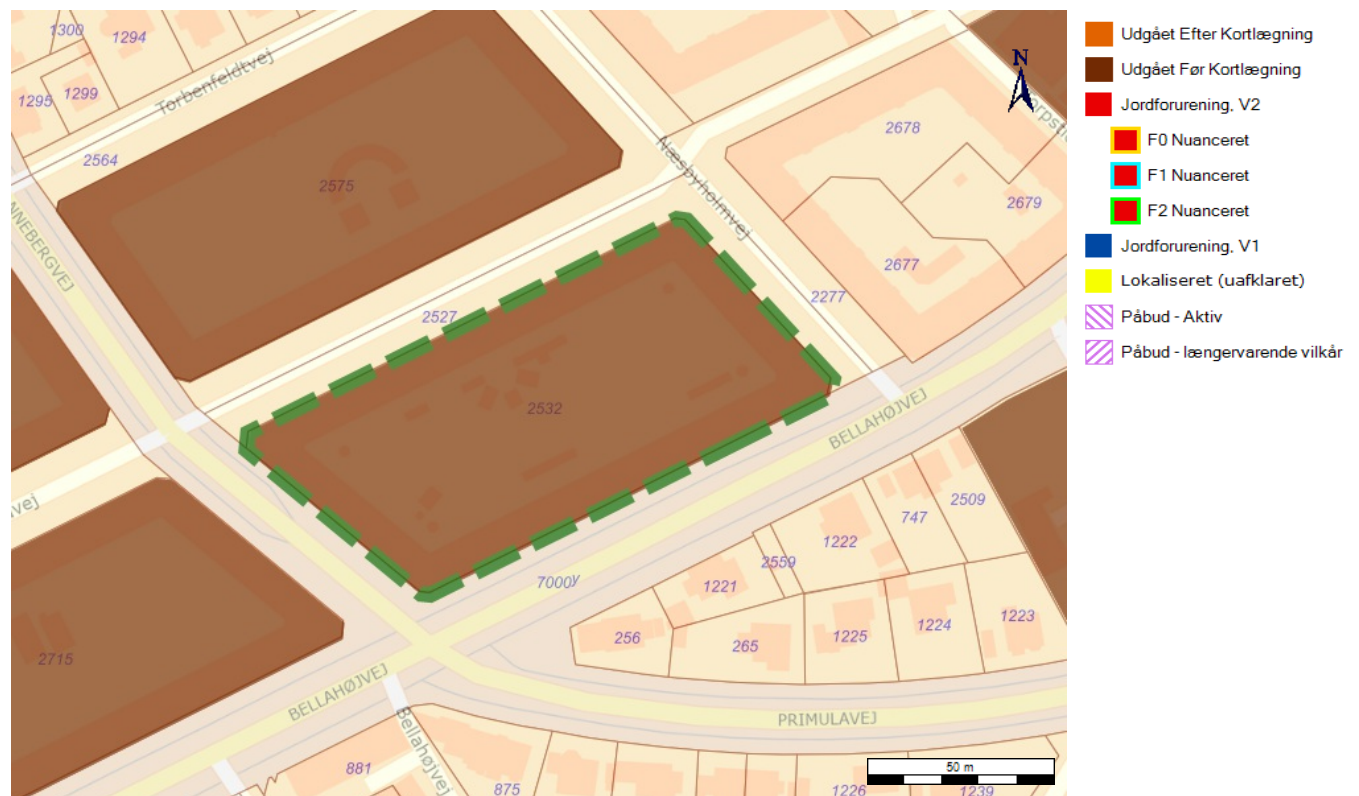 1300
1294
1295
1299
Torbenfeldtvej
2564
2575
2678
2679
2677
Næsbyholmvej
2277
2527
2532
N
BELLAHØJVEJ
2715
7000y
1221
2559
1222
747
2509
256
265
1225
1224
1223
BELLAHØJVEJ
Bellahøjvej
PRIMULAVEJ
881
875
1226
1239
50 m
Udgået Efter Kortlægning
Udgået Før Kortlægning
Jordforurening, V2
F0 Nuanceret
F1 Nuanceret
F2 Nuanceret
Jordforurening, V1
Lokaliseret (uafklaret)
Påbud - Aktiv
Påbud - længervarende vilkår